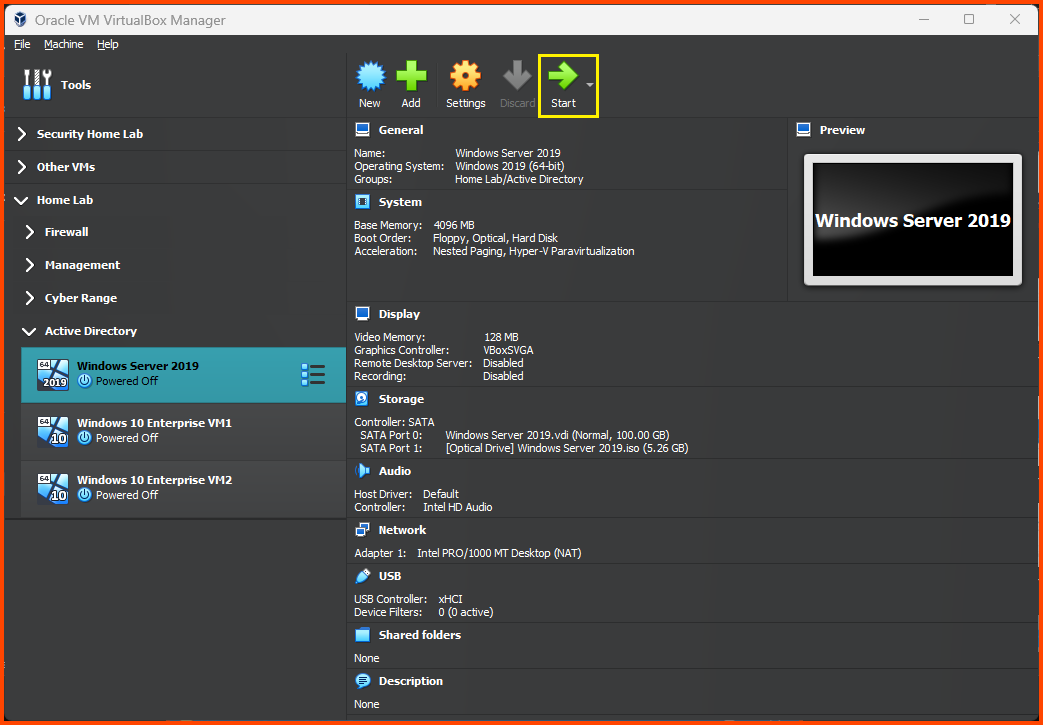 Oracle VM VirtualBox Manager
File Machine Help
Tools
New Add Settings Discard Start
Security Home Lab
Other VMs
Home Lab
Firewall
Management
Cyber Range
Active Directory
64 2019 Windows Server 2019
Powered Off
64 10 Windows 10 Enterprise VM1
Powered Off
64 10 Windows 10 Enterprise VM2
Powered Off
General
Name: Windows Server 2019
Operating System: Windows 2019 (64-bit)
Groups: Home Lab/Active Directory
System
Base Memory: 4096 MB
Boot Order: Floppy, Optical, Hard Disk
Acceleration: Nested Paging, Hyper-V Paravirtualization
Preview
Windows Server 2019
Display
Video Memory: 128 MB
Graphics Controller: VBoxSVGA
Remote Desktop Server: Disabled
Recording: Disabled
Storage
Controller: SATA
SATA Port 0: Windows Server 2019.vdi (Normal, 100.00 GB)
SATA Port 1: [Optical Drive] Windows Server 2019.iso (5.26 GB)
Audio
Host Driver: Default
Controller: Intel HD Audio
Network
Adapter 1: Intel PRO/1000 MT Desktop (NAT)
USB
USB Controller: xHCI
Device Filters: 0 (0 active)
Shared folders
None
Description
None